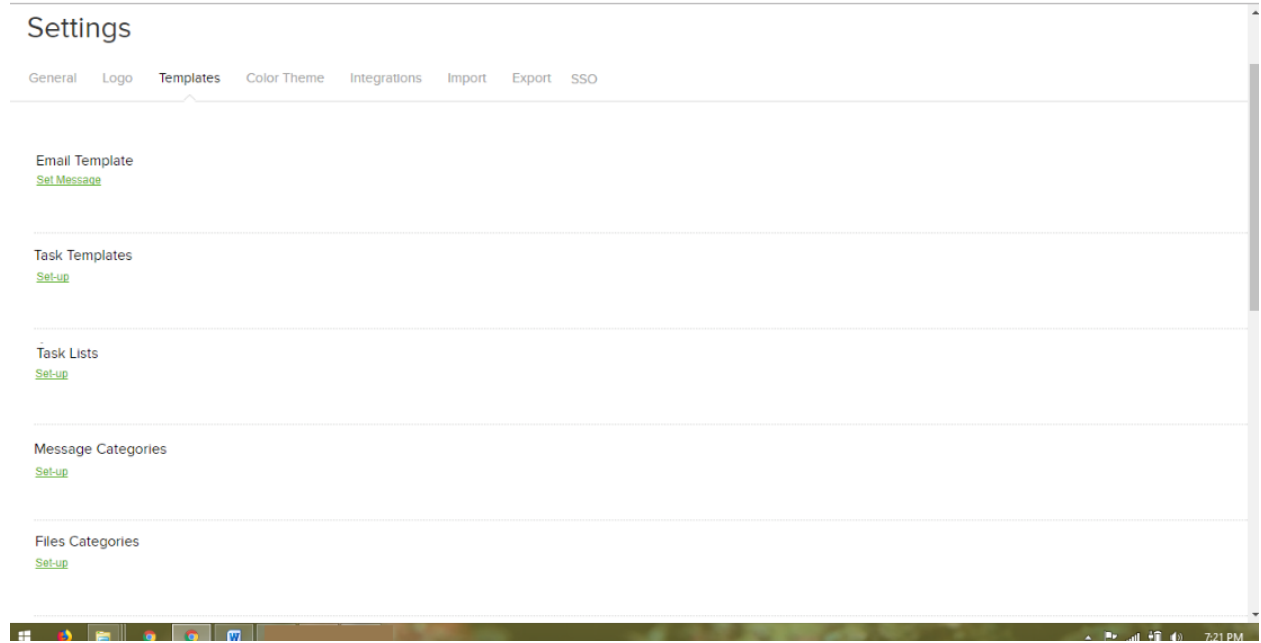 Settings
General Logo Templates Color Theme Integrations Import Export SSO
Email Template
Set Message
Task Templates
Set-up
Task Lists
Set-up
Message Categories
Set-up
Files Categories
Set-up
W 7:21 PM